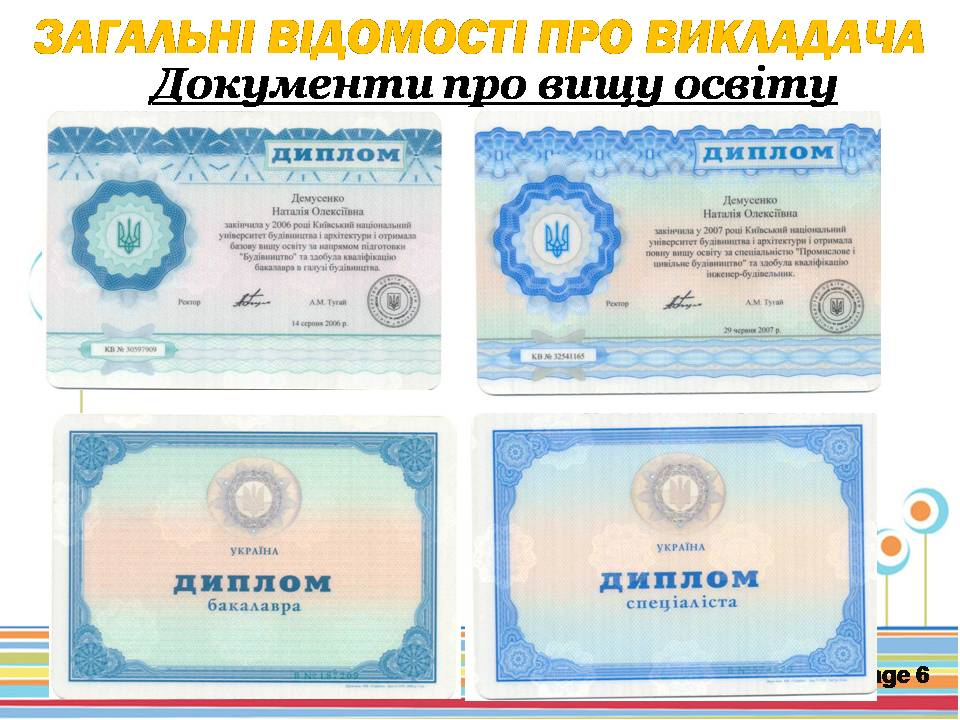 ЗАГАЛЬНІ ВІДОМОСТІ ПРО ВИКЛАДАЧА
Документи про вищу освіту
ДИПЛОМ
Демусенко
Наталія Олексіївна
закінчила у 2006 році Київський національний
університет будівництва і архітектури і отримала
базову вищу освіту за напрямом підготовки
"Будівництво" та здобула кваліфікацію
бакалавра в галузі будівництва.
Ректор А.М. Тугай
14 серпня 2006 р.
КВ № 30597909
ДИПЛОМ
Демусенко
Наталія Олексіївна
закінчила у 2007 році Київський національний
університет будівництва і архітектури і отримала
повну вищу освіту за спеціальністю "Промислове і
цивільне будівництво" та здобула кваліфікацію
інженер-будівельник.
Ректор А.М. Тугай
29 червня 2007 р.
КВ № 32541165
УКРАЇНА
ДИПЛОМ
бакалавра
УКРАЇНА
ДИПЛОМ
спеціаліста
age 6